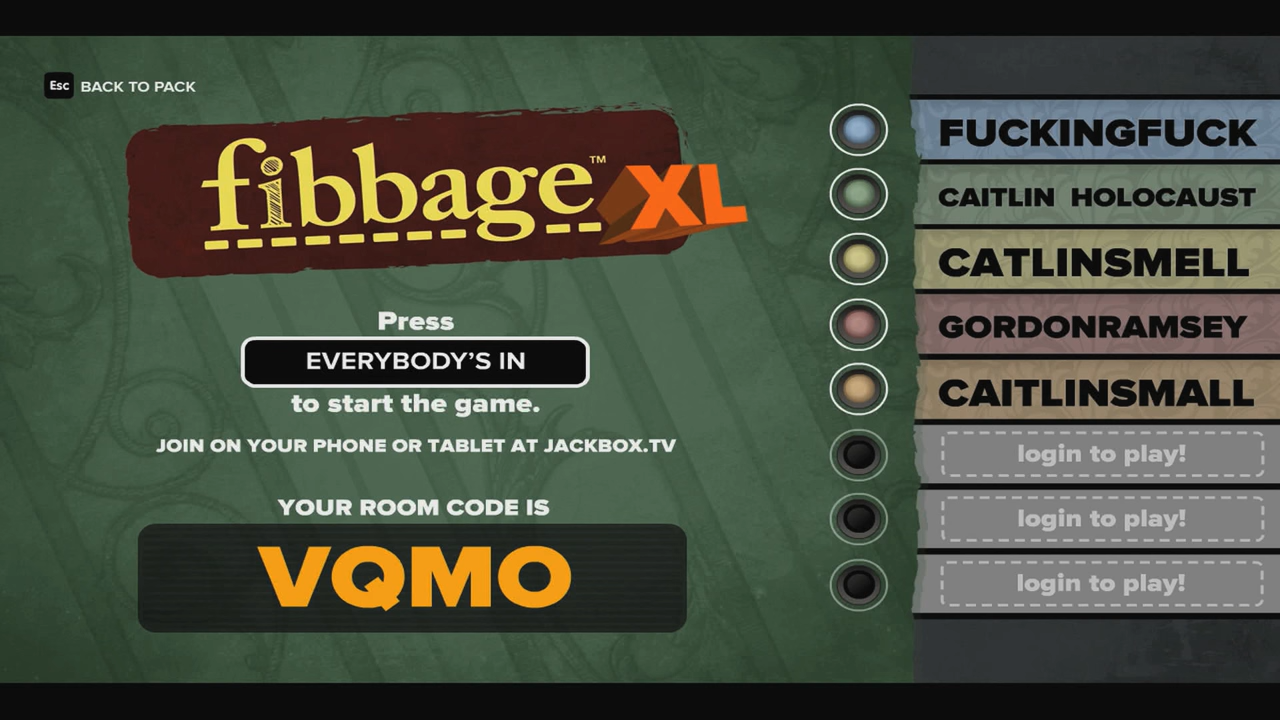 Esc BACK TO PACK
fibbage™ XL
Press
EVERYBODY'S IN
to start the game.
JOIN ON YOUR PHONE OR TABLET AT JACKBOX.TV
YOUR ROOM CODE IS
VQMO
FUCKINGFUCK
CAITLIN HOLOCAUST
CATLINSMELL
GORDONRAMSEY
CAITLINSMALL
login to play!
login to play!
login to play!